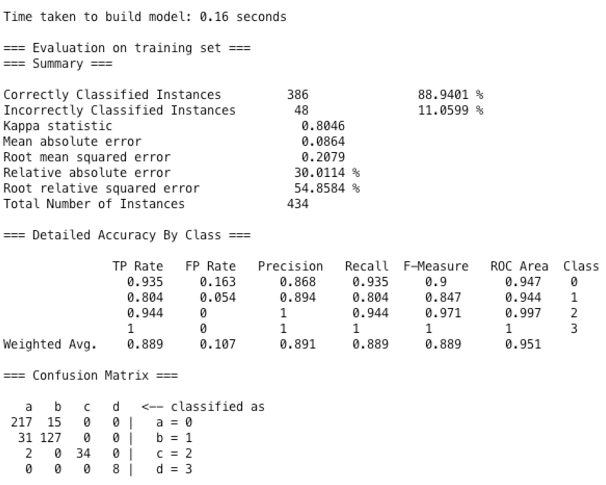 Time taken to build model: 0.16 seconds
=== Evaluation on training set ===
=== Summary ===
Correctly Classified Instances 386 88.9401 %
Incorrectly Classified Instances 48 11.0599 %
Kappa statistic 0.8046
Mean absolute error 0.0864
Root mean squared error 0.2079
Relative absolute error 30.0114 %
Root relative squared error 54.8584 %
Total Number of Instances 434
=== Detailed Accuracy By Class ===
TP Rate FP Rate Precision Recall F-Measure ROC Area Class
0.935 0.163 0.868 0.935 0.9 0.947 0
0.804 0.054 0.894 0.804 0.847 0.944 1
0.944 0 1 0.944 0.971 0.997 2
1 0 1 1 1 1 3
Weighted Avg. 0.889 0.107 0.891 0.889 0.889 0.951
=== Confusion Matrix ===
a b c d <-- classified as
217 15 0 0 | a = 0
31 127 0 0 | b = 1
2 0 34 0 | c = 2
0 0 0 8 | d = 3